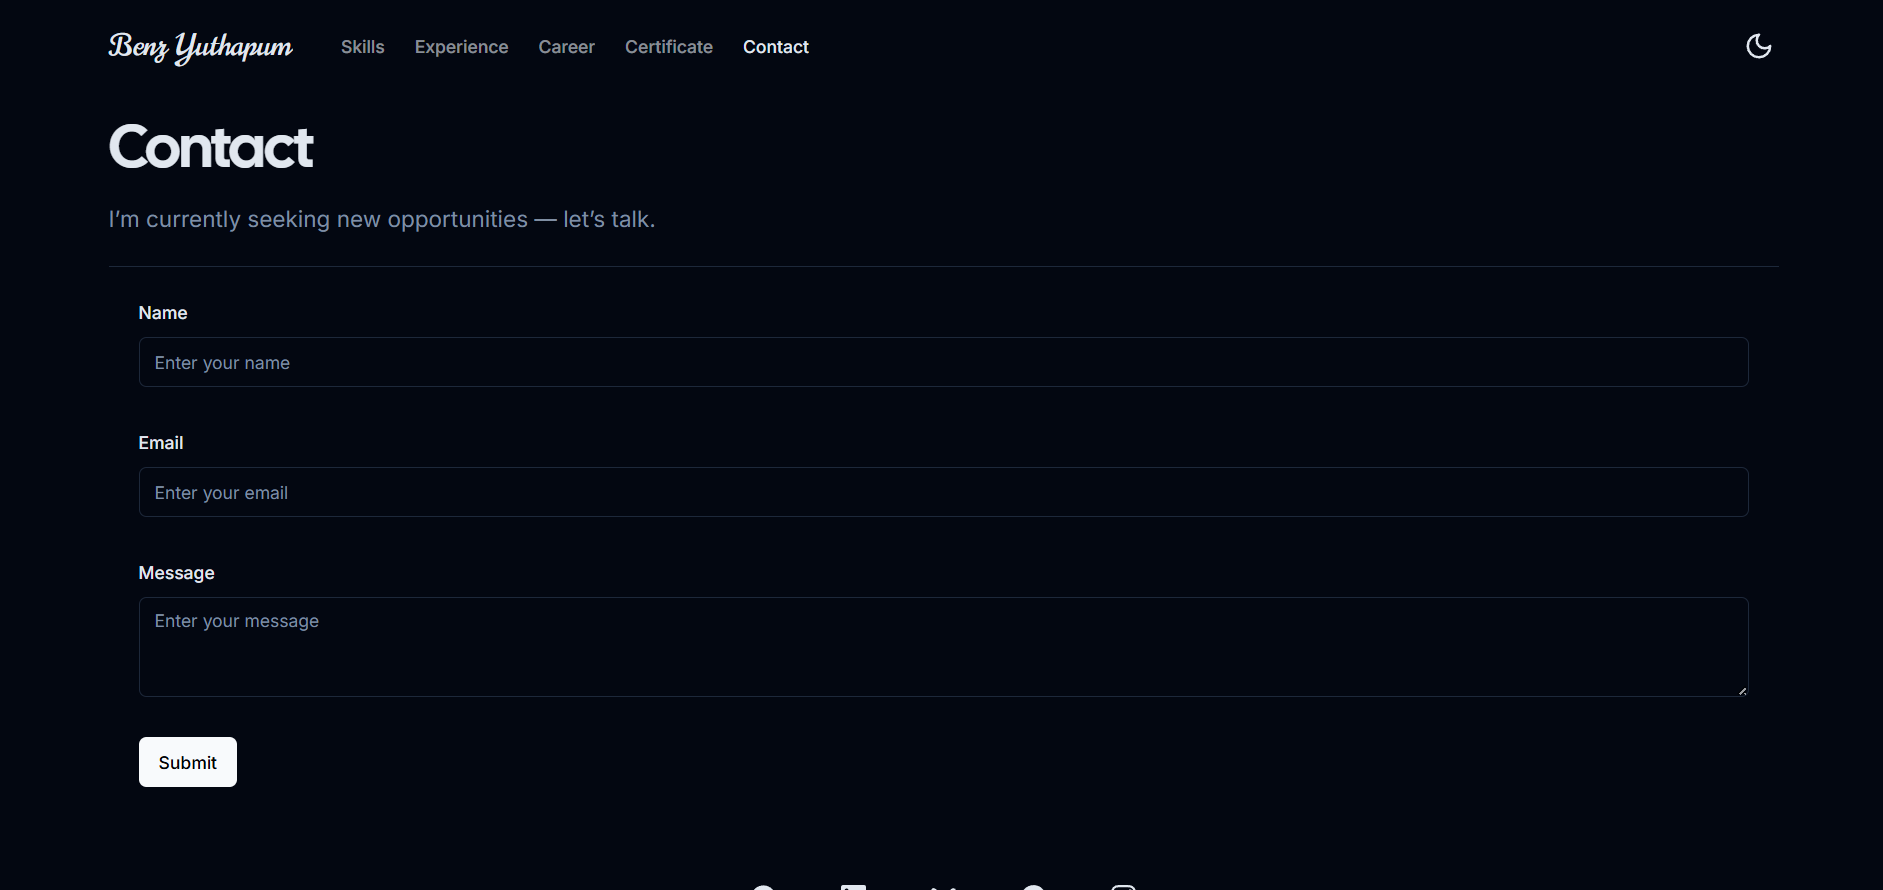 Benz Yuthapum Skills Experience Career Certificate Contact
Contact
I’m currently seeking new opportunities — let’s talk.
Name
Enter your name
Email
Enter your email
Message
Enter your message
Submit